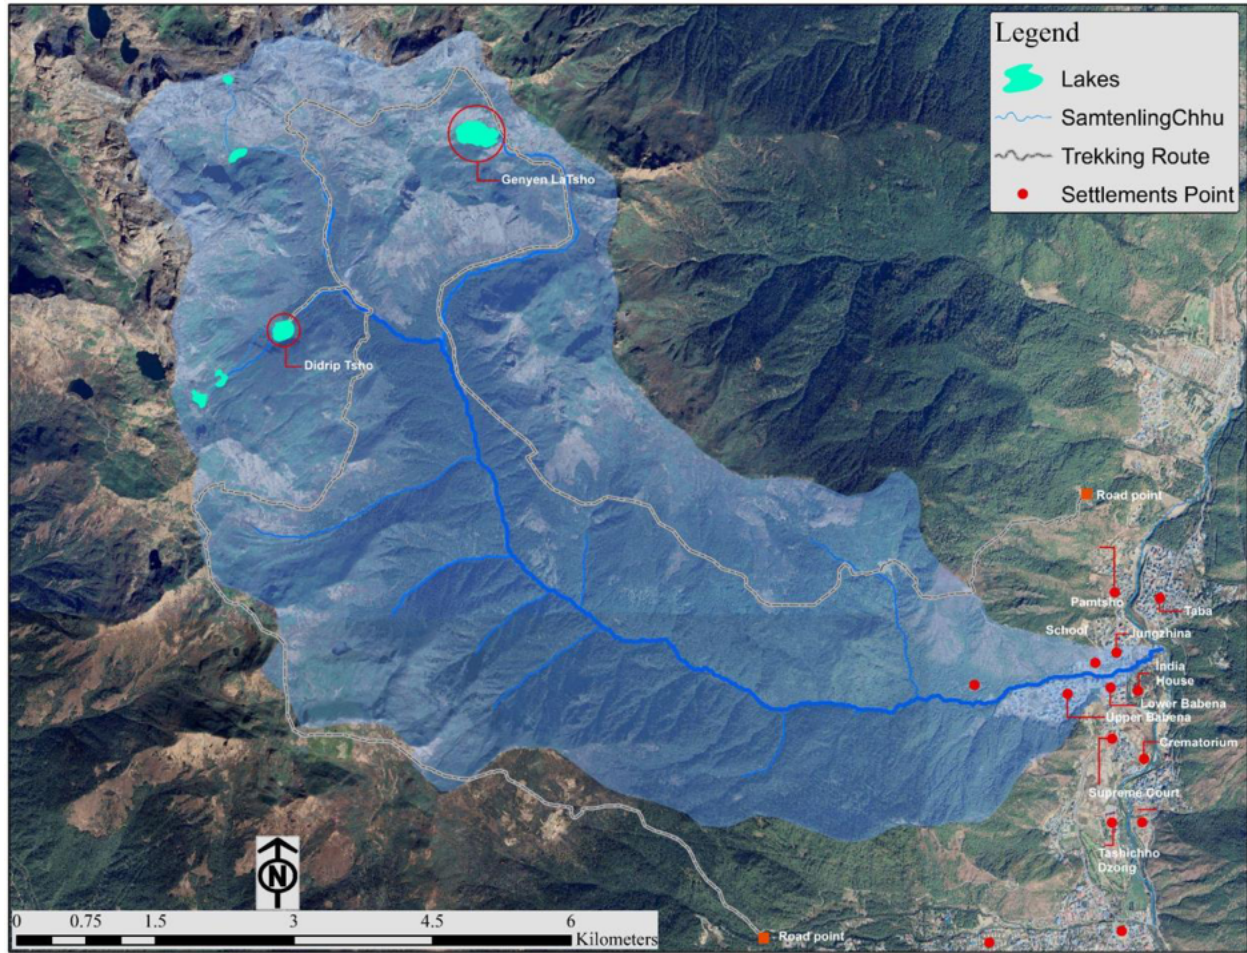 Legend
Lakes
SamtenlingChhu
Trekking Route
Settlements Point
Genyen LaTsho
Didrip Tsho
Road point
Pamtsho
Taba
School
Jungzhina
India
House
Lower Babena
Upper Babena
Crematorium
Supreme Court
Tashichho
Dzong
N
0 0.75 1.5 3 4.5 6
Kilometers
Road point